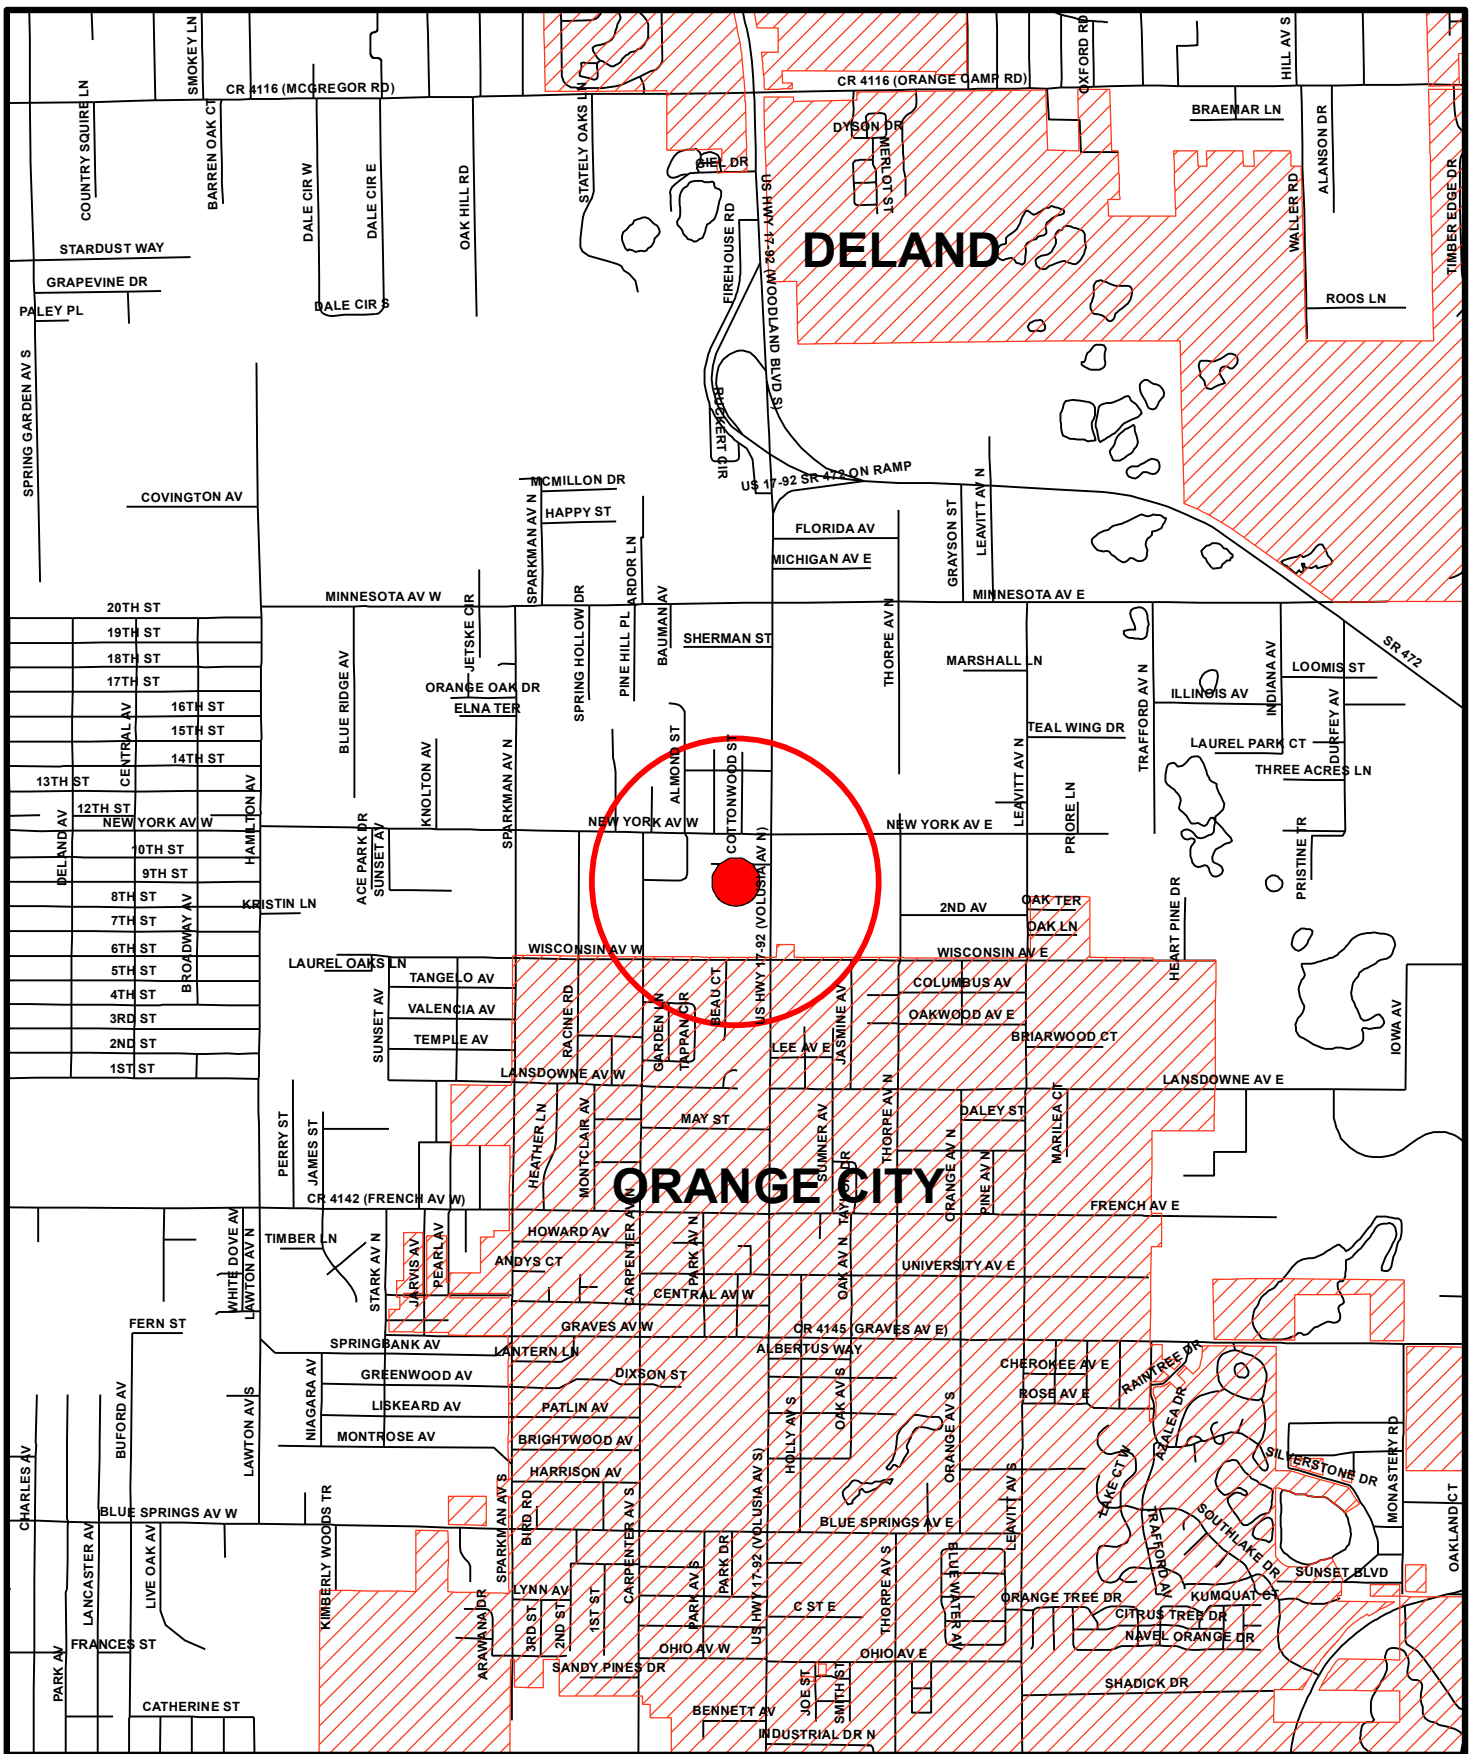 SMOKEY LN
COUNTRY SQUIRE LN
CR 4116 (MCGREGOR RD)
CR 4116 (ORANGE CAMP RD)
OXFORD RD
HILL AV S
BARREN OAK CT
DALE CIR W
DALE CIR E
OAK HILL RD
STATELY OAKS LN
GIEL DR
DYSON DR
MERLOT ST
BRAEMAR LN
ALANSON DR
WALLER RD
TIMBER EDGE DR
US HWY 17-92 (WOODLAND BLVD S)
FIREHOUSE RD
DELAND
STARDUST WAY
GRAPEVINE DR
PALEY PL
DALE CIR S
ROOS LN
SPRING GARDEN AV S
RUCKERT CIR
US 17-92 SR 472 ON RAMP
COVINGTON AV
MCMILLON DR
HAPPY ST
SPARKMAN AV N
ARDOR LN
FLORIDA AV
MICHIGAN AV E
GRAYSON ST
LEAVITT AV N
MINNESOTA AV W
MINNESOTA AV E
SR 472
20TH ST
19TH ST
18TH ST
17TH ST
16TH ST
15TH ST
14TH ST
13TH ST
12TH ST
NEW YORK AV W
10TH ST
9TH ST
8TH ST
7TH ST
6TH ST
5TH ST
4TH ST
3RD ST
2ND ST
1ST ST
CENTRAL AV
DELAND AV
BROADWAY AV
HAMILTON AV
BLUE RIDGE AV
JETSKE CIR
ORANGE OAK DR
ELNA TER
SPRING HOLLOW DR
PINE HILL PL
BAUMAN AV
SHERMAN ST
THORPE AV N
MARSHALL LN
TEAL WING DR
TRAFFORD AV N
ILLINOIS AV
INDIANA AV
LOOMIS ST
DURFEY AV
LAUREL PARK CT
THREE ACRES LN
KNOLTON AV
SPARKMAN AV N
ALMOND ST
COTTONWOOD ST
NEW YORK AV W
NEW YORK AV E
LEAVITT AV N
PRIORE LN
PRISTINE TR
ACE PARK DR
SUNSET AV
KRISTIN LN
US HWY 17-92 (VOLUSIA AV N)
2ND AV
OAK TER
OAK LN
HEART PINE DR
WISCONSIN AV W
WISCONSIN AV E
LAUREL OAKS LN
TANGELO AV
VALENCIA AV
TEMPLE AV
SUNSET AV
RACINE RD
GARDEN LN
TAPPAN CIR
BEAU CT
JASMINE AV
COLUMBUS AV
OAKWOOD AV E
BRIARWOOD CT
IOWA AV
LEE AV E
LANSDOWNE AV W
LANSDOWNE AV E
PERRY ST
JAMES ST
HEATHER LN
MONTCLAIR AV
MAY ST
SUMNER AV
THORPE AV N
DALEY ST
MARILEA CT
ORANGE CITY
ORANGE AV N
PINE AV N
TAYLOR DR
CR 4142 (FRENCH AV W)
FRENCH AV E
WHITE DOVE AV
LAWTON AV N
TIMBER LN
STARK AV N
JARVIS AV
PEARL AV
HOWARD AV
ANDYS CT
CARPENTER AV N
PARK AV N
CENTRAL AV W
OAK AV N
UNIVERSITY AV E
FERN ST
SPRINGBANK AV
GRAVES AV W
CR 4145 (GRAVES AV E)
LANTERN LN
ALBERTUS WAY
CHEROKEE AV E
RAINTREE DR
GREENWOOD AV
DIXSON ST
ROSE AV E
NIAGARA AV
LISKEARD AV
PATLIN AV
HOLLY AV S
OAK AV S
ORANGE AV S
AZALEA DR
MONTROSE AV
BRIGHTWOOD AV
HARRISON AV
CHARLES AV
BUFORD AV
LAWTON AV S
LAKE CT W
SILVERSTONE DR
MONASTERY RD
BLUE SPRINGS AV W
BLUE SPRINGS AV E
KIMBERLY WOODS TR
SPARKMAN AV S
BIRD RD
CARPENTER AV S
US HWY 17-92 (VOLUSIA AV S)
LEAVITT AV S
TRAFFORD AV
SOUTHLAKE DR
SUNSET BLVD
OAKLAND CT
LANCASTER AV
LIVE OAK AV
LYNN AV
PARK AV S
PARK DR
THORPE AV S
BLUE WATER AV
ORANGE TREE DR
KUMQUAT CT
C ST E
CITRUS TREE DR
NAVEL ORANGE DR
FRANCES ST
ARAWANA DR
3RD ST
2ND ST
1ST ST
OHIO AV W
OHIO AV E
SANDY PINES DR
PARK AV
JOE ST
SMITH ST
SHADICK DR
CATHERINE ST
BENNETT AV
INDUSTRIAL DR N